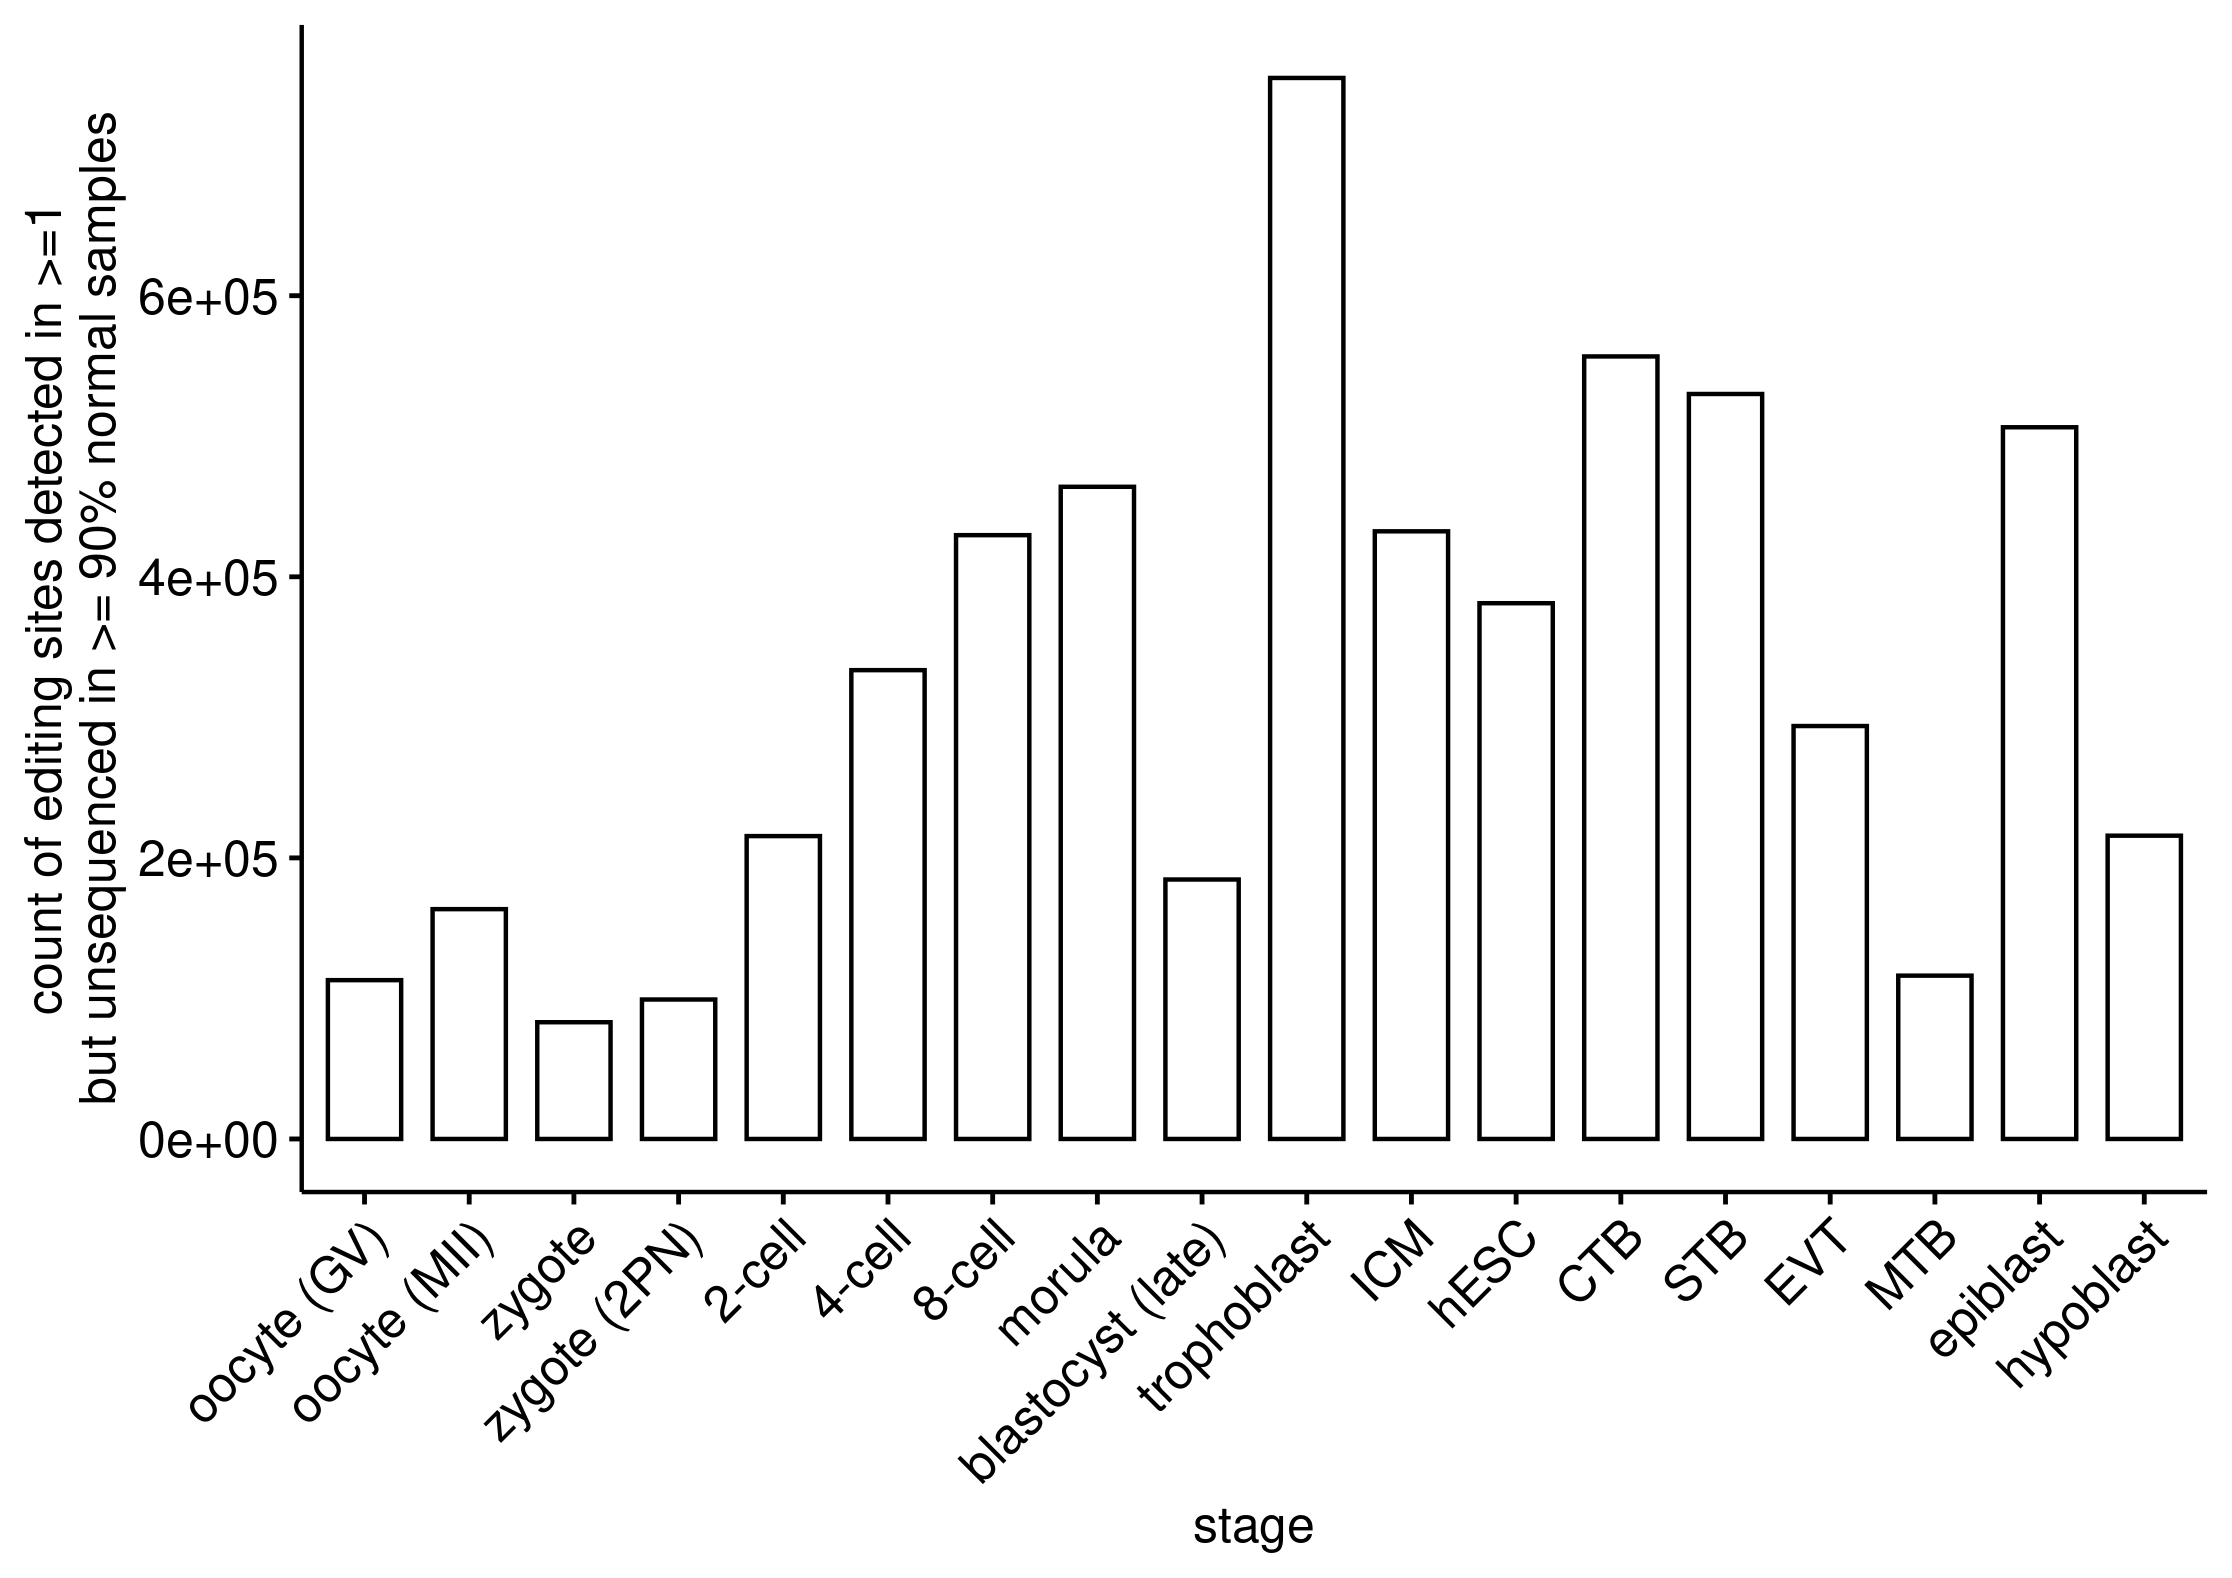 count of editing sites detected in >=1
but unsequenced in >= 90% normal samples
6e+05
4e+05
2e+05
0e+00
oocyte (GV)
oocyte (MII)
zygote
zygote (2PN)
2-cell
4-cell
8-cell
morula
blastocyst (late)
trophoblast
ICM
hESC
CTB
STB
EVT
MTB
epiblast
hypoblast
stage